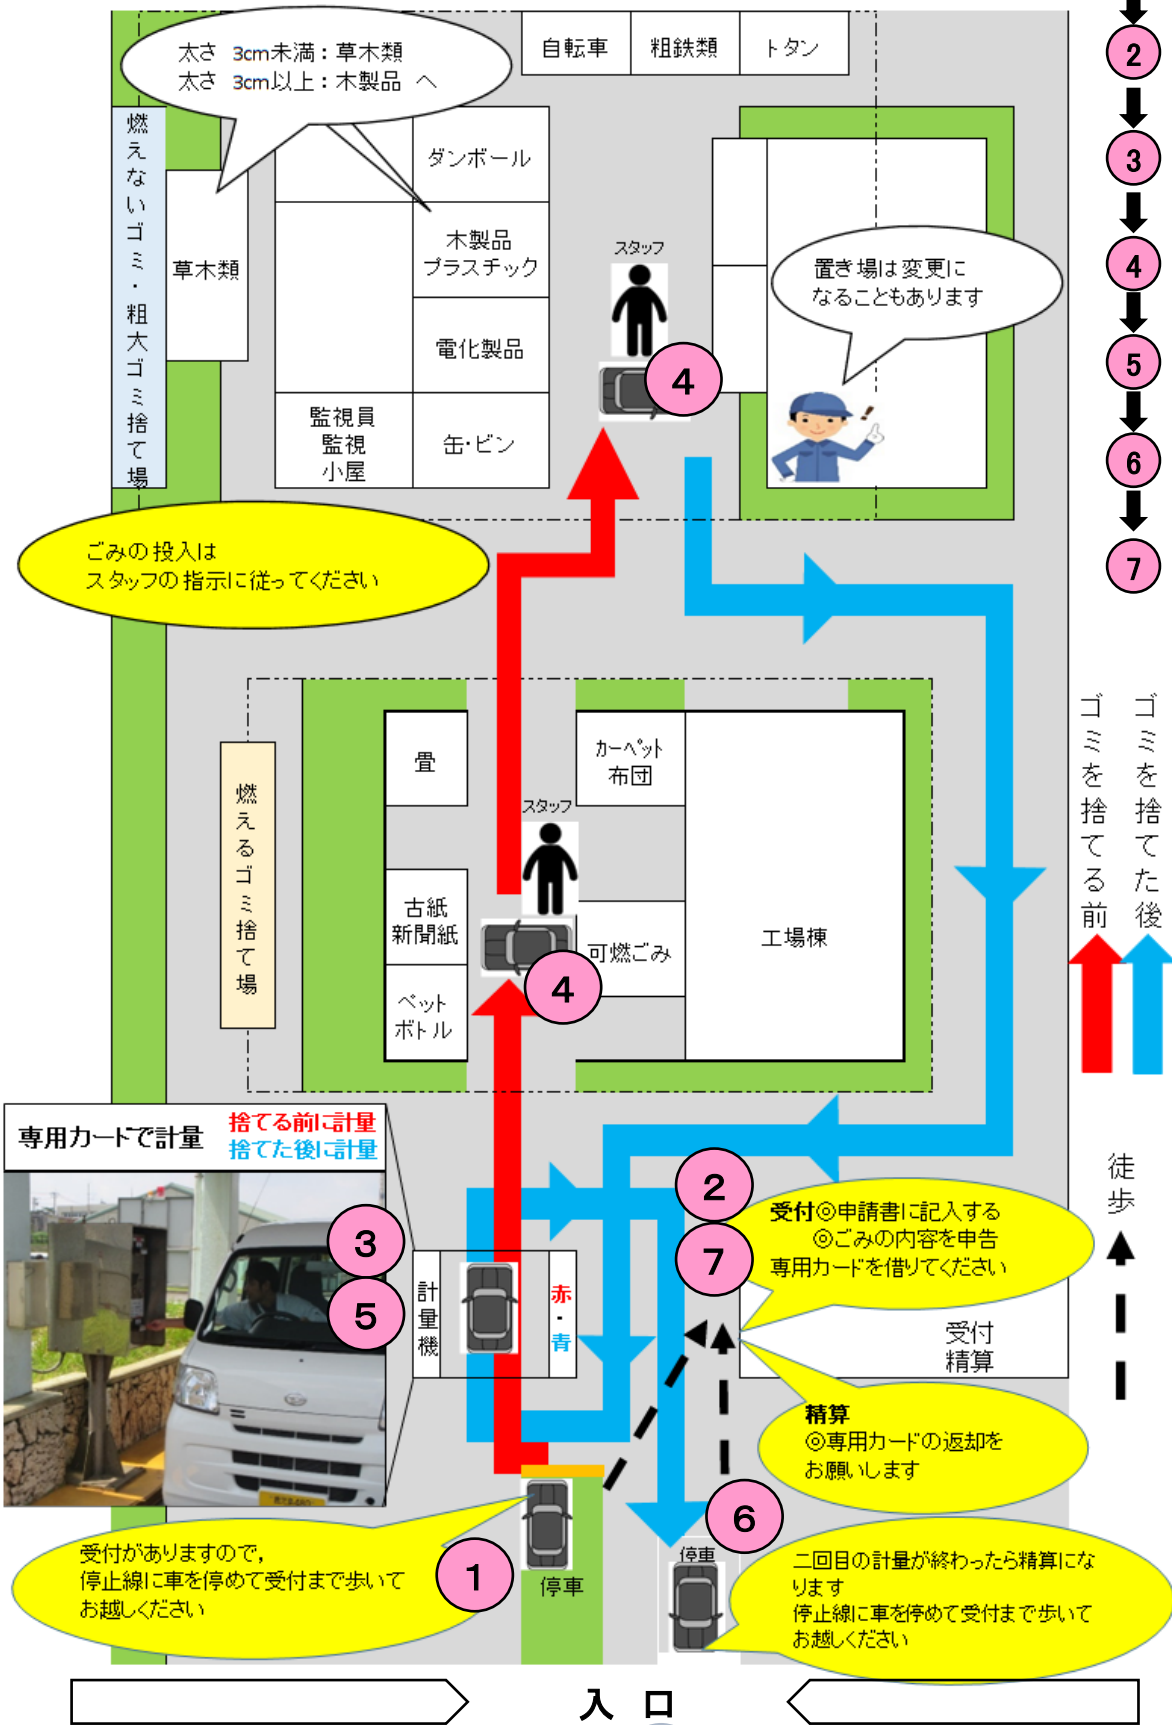 太さ 3cm未満：草木類
太さ 3cm以上：木製品 へ
自転車
粗鉄類
トタン
2
3
4
5
6
7
燃えないゴミ・粗大ゴミ捨て場
草木類
ダンボール
木製品
プラスチック
電化製品
監視員
監視
小屋
缶・ビン
スタッフ
4
置き場は変更に
なることもあります
ごみの投入は
スタッフの指示に従ってください
ゴミを捨てる前
ゴミを捨てた後
燃えるゴミ捨て場
畳
カーペット
布団
スタッフ
古紙
新聞紙
可燃ごみ
工場棟
ペット
ボトル
4
専用カードで計量
捨てる前に計量
捨てた後に計量
3
5
計量機
赤・青
2
7
受付◎申請書に記入する
◎ごみの内容を申告
専用カードを借りてください
徒歩
受付
精算
精算
◎専用カードの返却を
お願いします
6
停車
受付がありますので,
停止線に車を停めて受付まで歩いて
お越しください
1
停車
二回目の計量が終わったら精算にな
ります
停止線に車を停めて受付まで歩いて
お越しください
入口